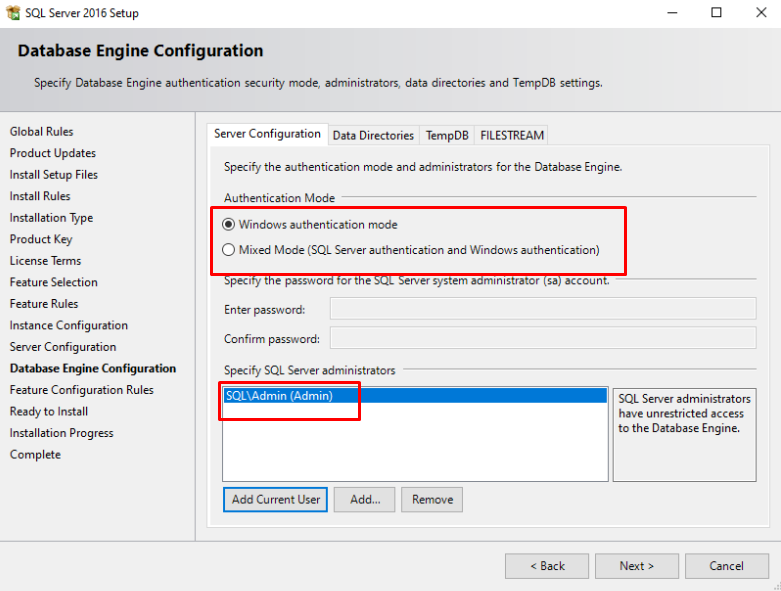 SQL Server 2016 Setup
Database Engine Configuration
Specify Database Engine authentication security mode, administrators, data directories and TempDB settings.
Global Rules
Product Updates
Install Setup Files
Install Rules
Installation Type
Product Key
License Terms
Feature Selection
Feature Rules
Instance Configuration
Server Configuration
Database Engine Configuration
Feature Configuration Rules
Ready to Install
Installation Progress
Complete
Server Configuration Data Directories TempDB FILESTREAM
Specify the authentication mode and administrators for the Database Engine.
Authentication Mode
Windows authentication mode
Mixed Mode (SQL Server authentication and Windows authentication)
Specify the password for the SQL Server system administrator (sa) account.
Enter password:
Confirm password:
Specify SQL Server administrators
SQL\Admin (Admin)
SQL Server administrators
have unrestricted access
to the Database Engine.
Add Current User Add... Remove
< Back Next > Cancel